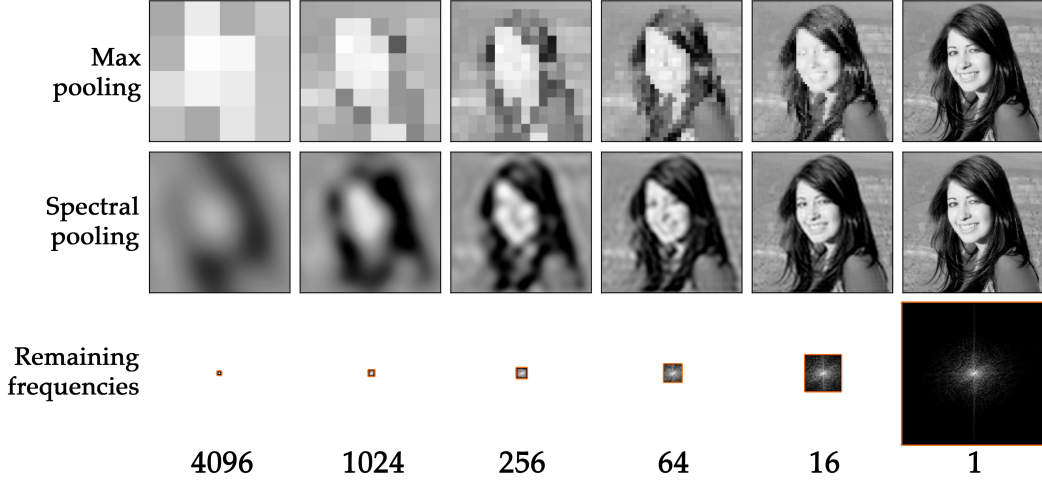 Max
pooling
Spectral
pooling
Remaining
frequencies
4096 1024 256 64 16 1